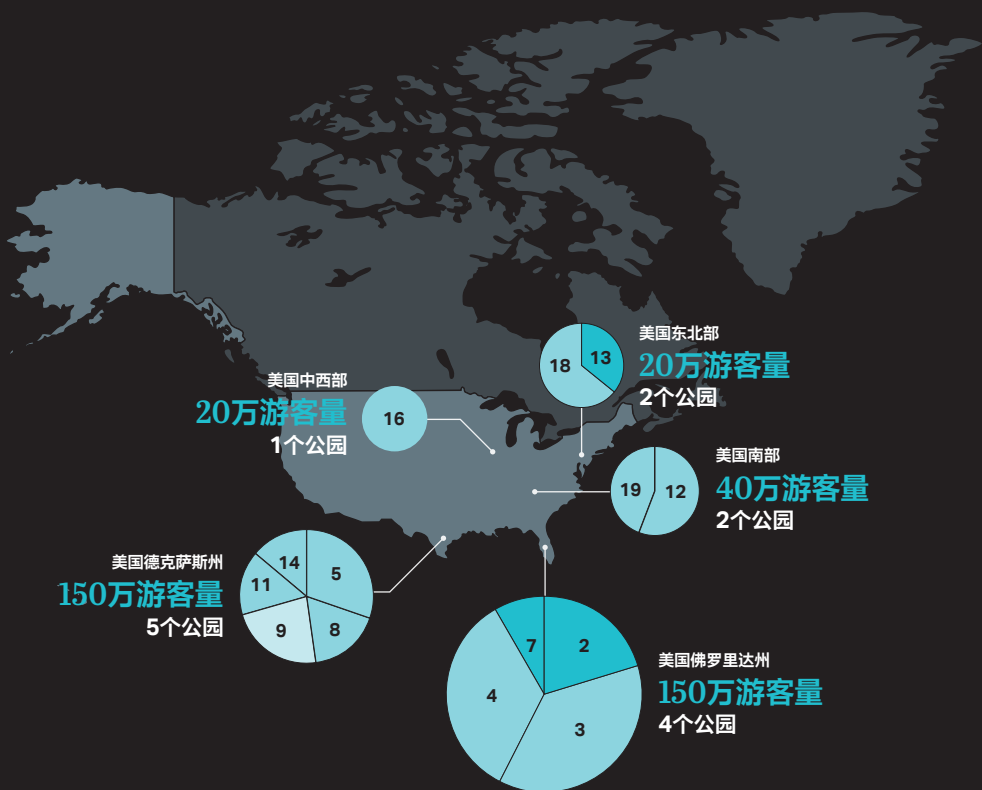 美国东北部
20万游客量
2个公园
18
13
美国中西部
20万游客量
1个公园
16
美国南部
40万游客量
2个公园
19
12
美国德克萨斯州
150万游客量
5个公园
14
5
11
9
8
美国佛罗里达州
150万游客量
4个公园
7
2
4
3